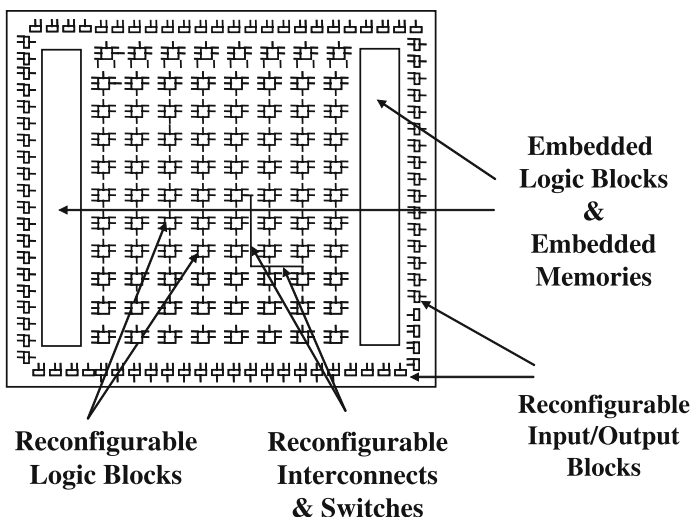 Embedded
Logic Blocks
&
Embedded
Memories
Reconfigurable
Input/Output
Blocks
Reconfigurable
Logic Blocks
Reconfigurable
Interconnects
& Switches